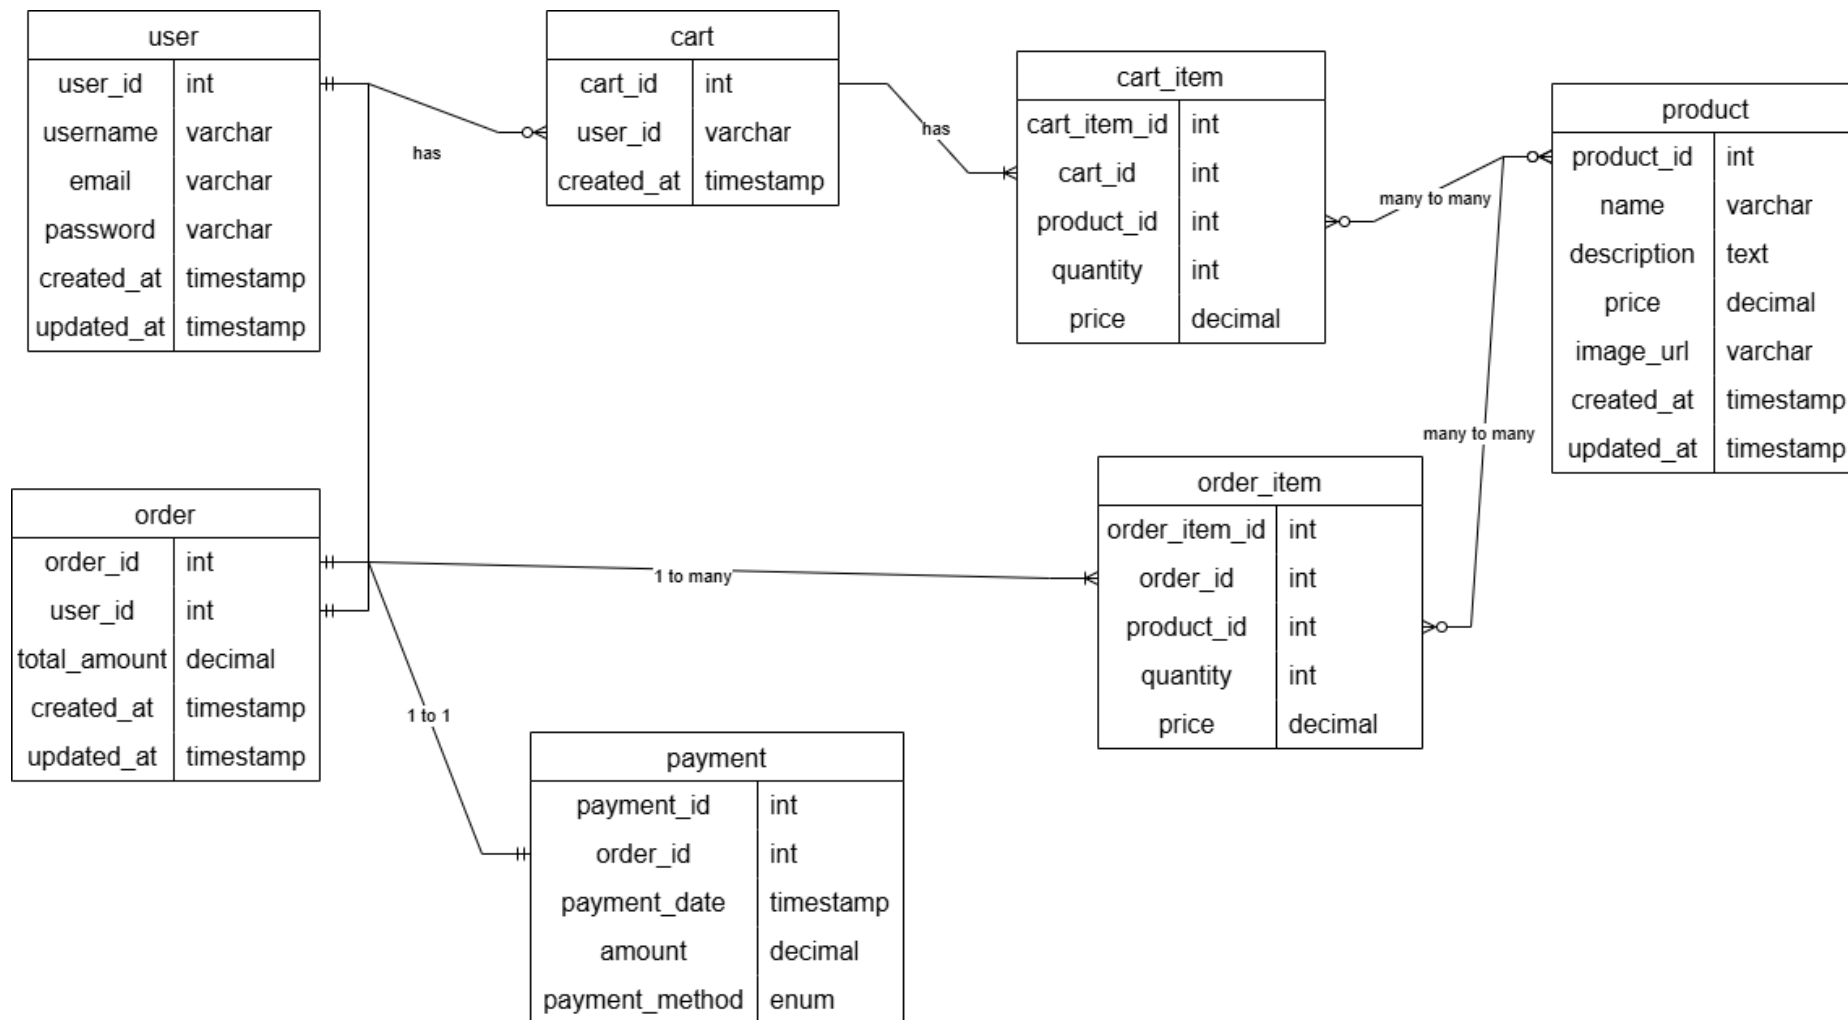 user
user_id int
username varchar
email varchar
password varchar
created_at timestamp
updated_at timestamp
has
cart
cart_id int
user_id varchar
created_at timestamp
has
cart_item
cart_item_id int
cart_id int
product_id int
quantity int
price decimal
many to many
product
product_id int
name varchar
description text
price decimal
image_url varchar
created_at timestamp
updated_at timestamp
many to many
order
order_id int
user_id int
total_amount decimal
created_at timestamp
updated_at timestamp
1 to many
1 to 1
order_item
order_item_id int
order_id int
product_id int
quantity int
price decimal
payment
payment_id int
order_id int
payment_date timestamp
amount decimal
payment_method enum